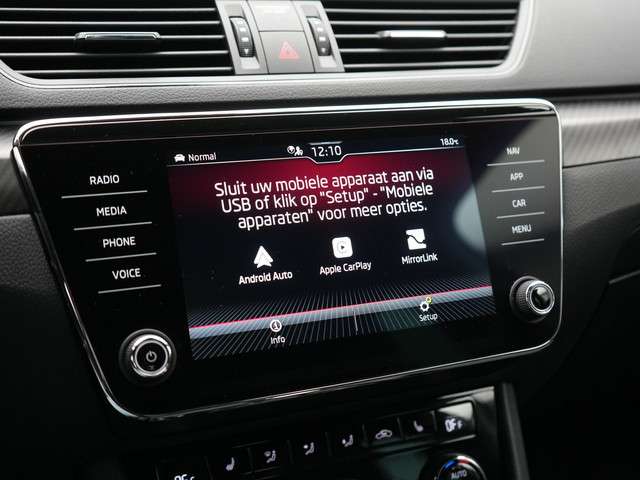 RADIO
MEDIA
PHONE
VOICE
Normal
12:10
18.0°C
Sluit uw mobiele apparaat aan via
USB of klik op "Setup" - "Mobiele
apparaten" voor meer opties.
Android Auto
Apple CarPlay
MirrorLink
Info
Setup
NAV
APP
CAR
MENU
OFF